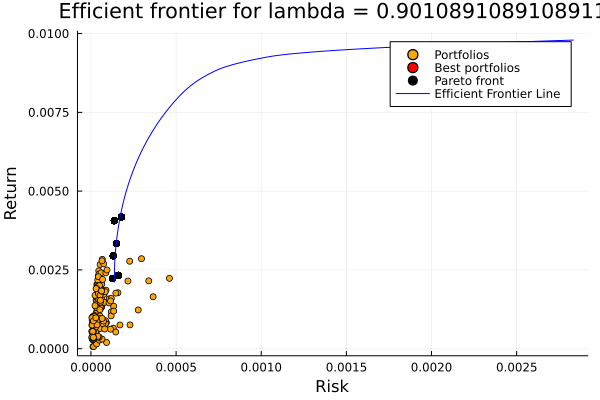 Efficient frontier for lambda = 0.9010891089108911
0.0100
0.0075
0.0050
0.0025
0.0000
Return
Portfolios
Best portfolios
Pareto front
Efficient Frontier Line
0.0000 0.0005 0.0010 0.0015 0.0020 0.0025
Risk